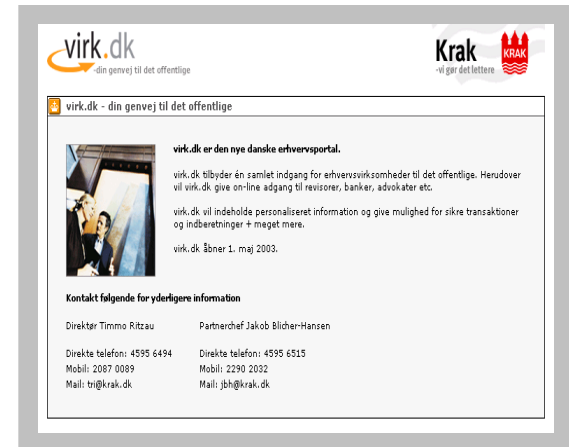 virk.dk
-din genvej til det offentlige
Krak
-vi gør det lettere
KRAK
virk.dk - din genvej til det offentlige
virk.dk er den nye danske erhvervsportal.
virk.dk tilbyder én samlet indgang for erhvervsvirksomheder til det offentlige. Herudover
vil virk.dk give on-line adgang til revisorer, banker, advokater etc.
virk.dk vil indeholde personaliseret information og give mulighed for sikre transaktioner
og indberetninger + meget mere.
virk.dk åbner 1. maj 2003.
Kontakt følgende for yderligere information
Direktør Timmo Ritzau Partnerchef Jakob Blicher-Hansen
Direkte telefon: 4595 6494 Direkte telefon: 4595 6515
Mobil: 2087 0089 Mobil: 2290 2032
Mail: tri@krak.dk Mail: jbh@krak.dk